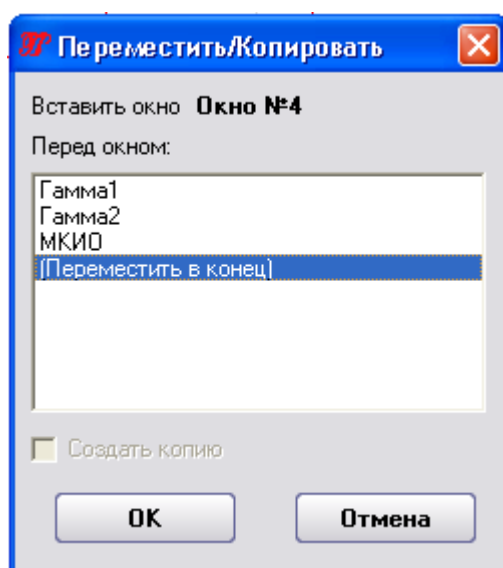 Переместить/Копировать
Вставить окно Окно №4
Перед окном:
Гамма1
Гамма2
МКИО
(Переместить в конец)
Создать копию
OK Отмена